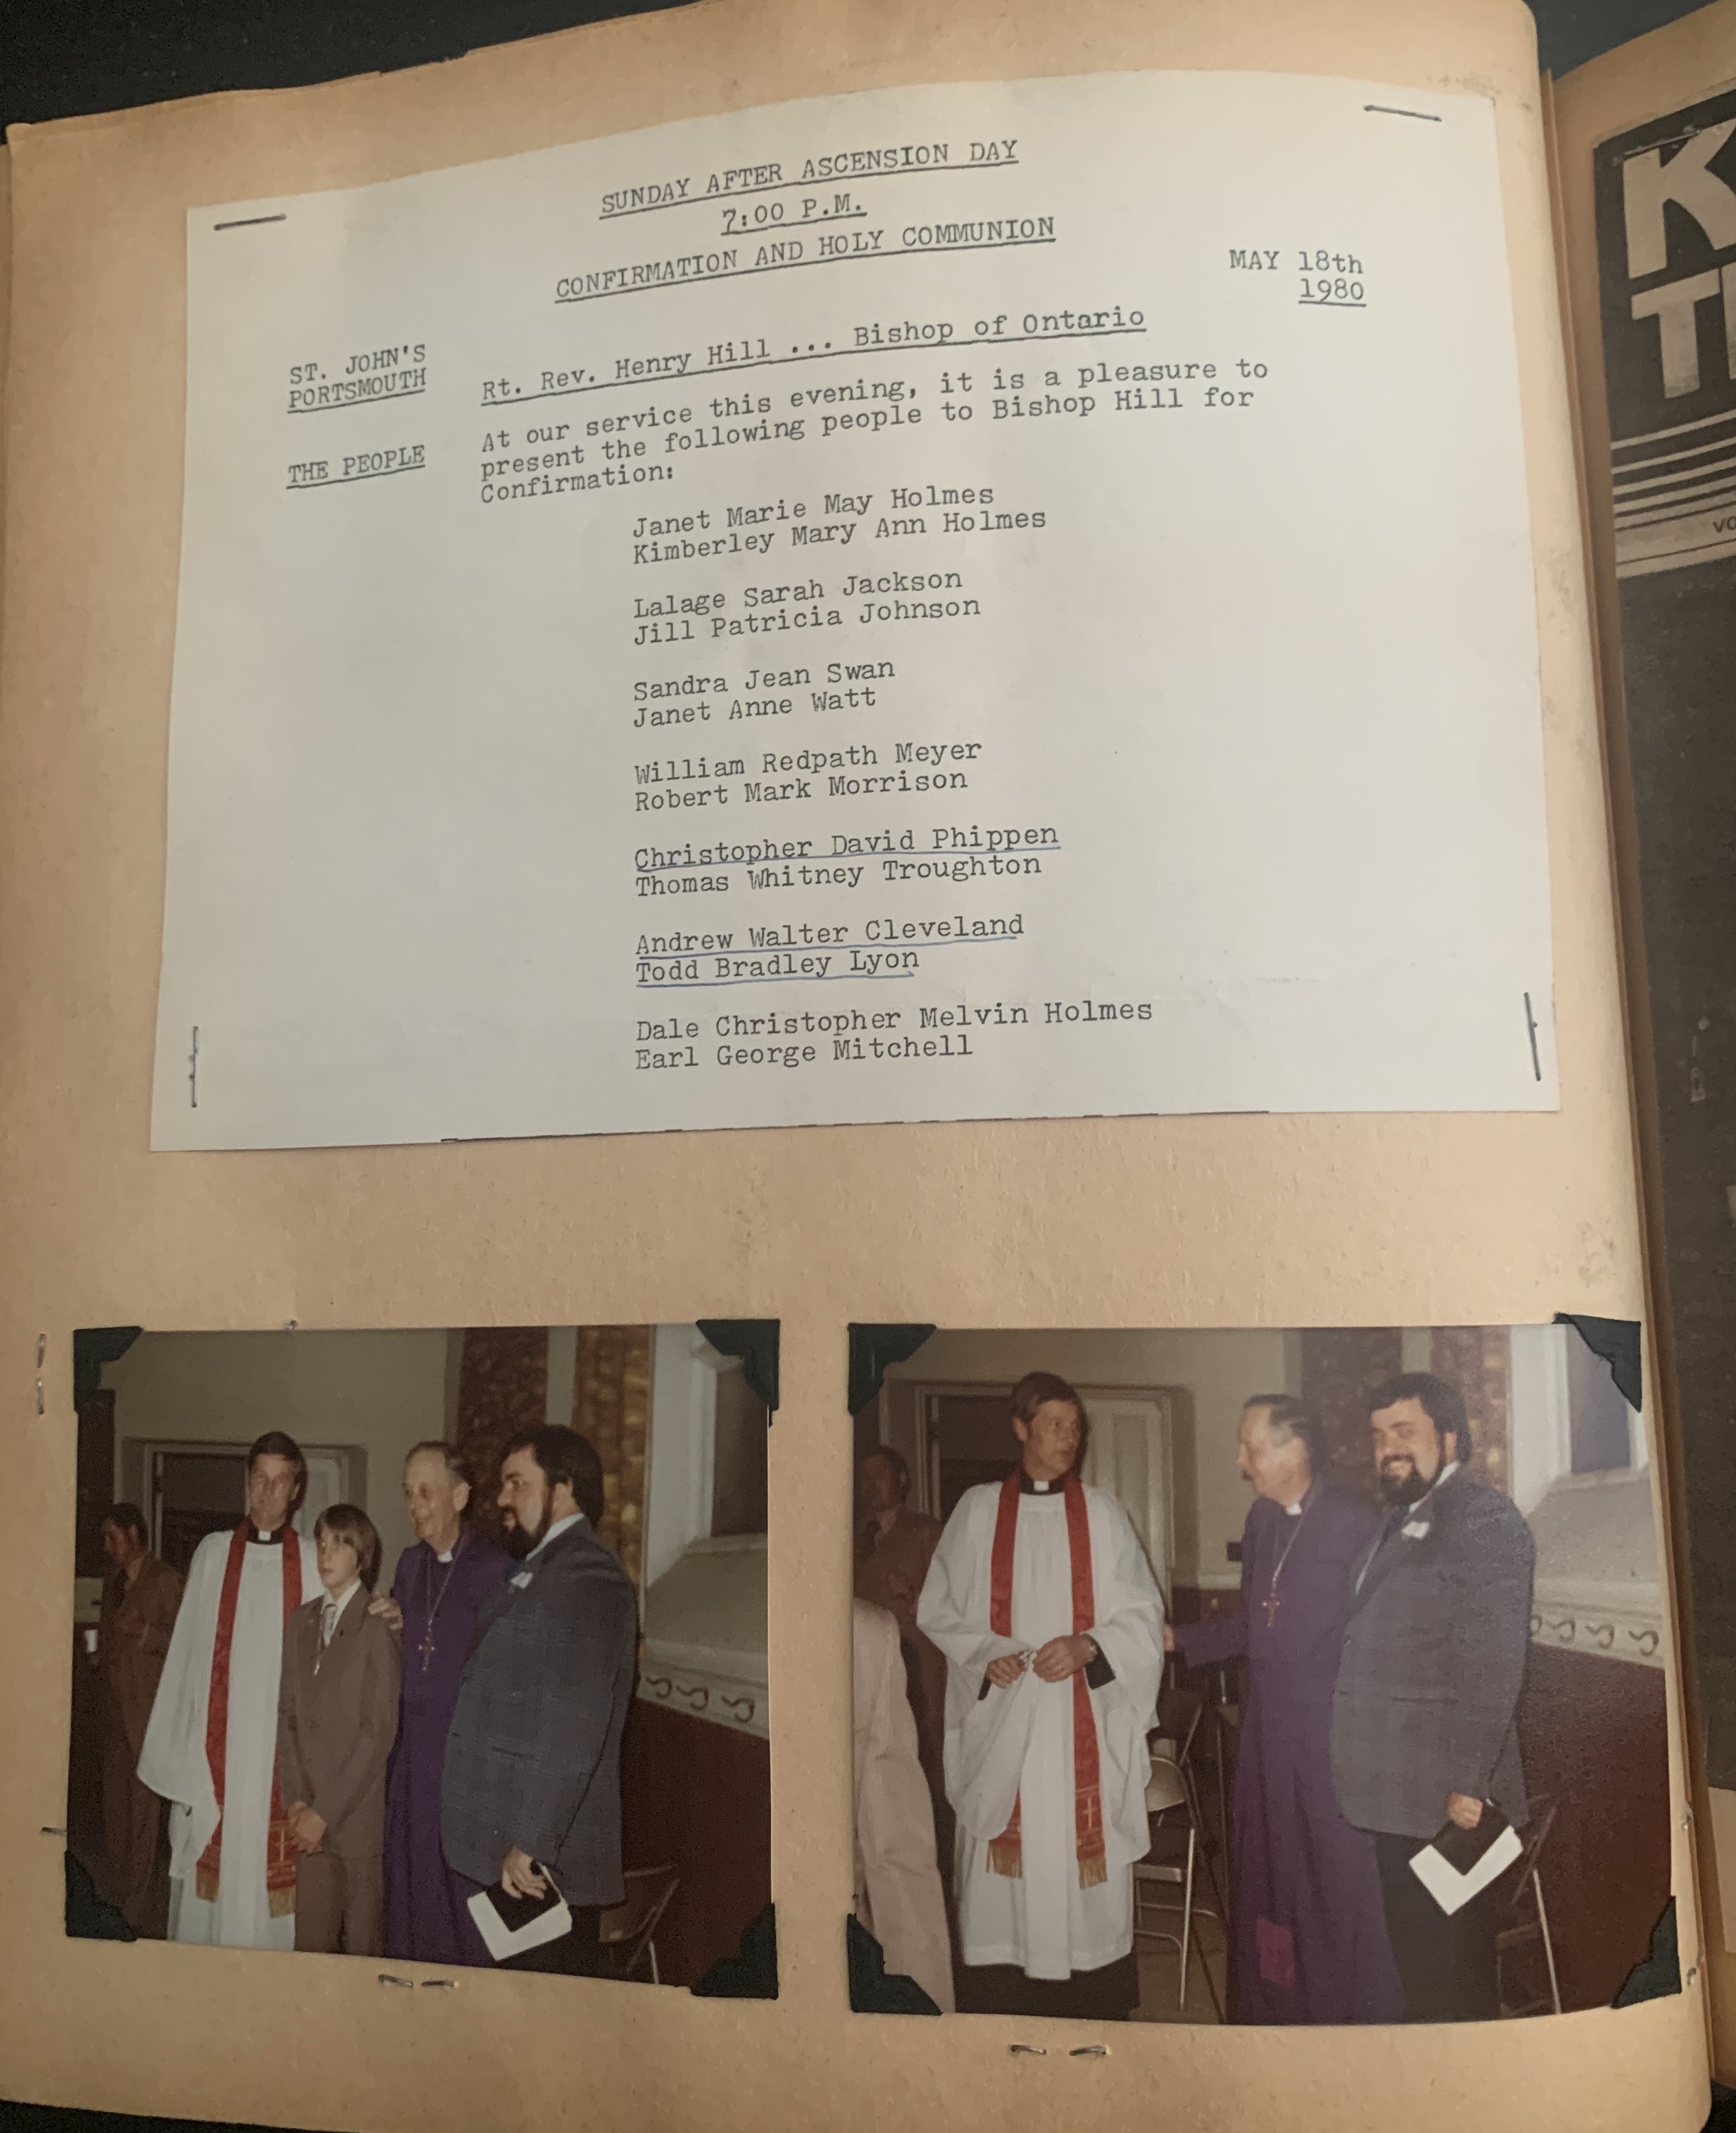 SUNDAY AFTER ASCENSION DAY
7:00 P.M.
CONFIRMATION AND HOLY COMMUNION
MAY 18th
1980
ST. JOHN'S
PORTSMOUTH
Rt. Rev. Henry Hill ... Bishop of Ontario
THE PEOPLE
At our service this evening, it is a pleasure to
present the following people to Bishop Hill for
Confirmation:
Janet Marie May Holmes
Kimberley Mary Ann Holmes
Lalage Sarah Jackson
Jill Patricia Johnson
Sandra Jean Swan
Janet Anne Watt
William Redpath Meyer
Robert Mark Morrison
Christopher David Phippen
Thomas Whitney Troughton
Andrew Walter Cleveland
Todd Bradley Lyon
Dale Christopher Melvin Holmes
Earl George Mitchell